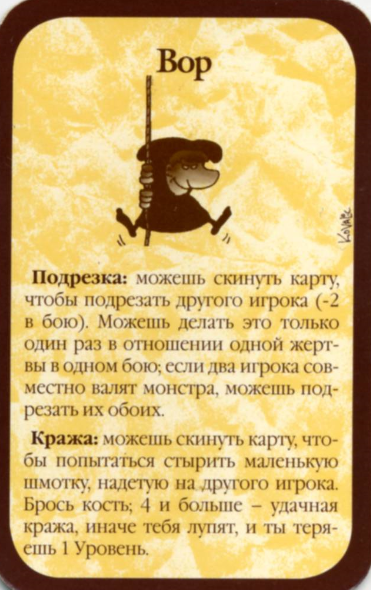 Вор
Kovalic
Подрезка: можешь скинуть карту,
чтобы подрезать другого игрока (-2
в бою). Можешь делать это только
один раз в отношении одной жерт-
вы в одном бою; если два игрока сов-
местно валят монстра, можешь под-
резать их обоих.
Кража: можешь скинуть карту, что-
бы попытаться стырить маленькую
шмотку, надетую на другого игрока.
Брось кость; 4 и больше – удачная
кража, иначе тебя лупят, и ты теря-
ешь 1 Уровень.